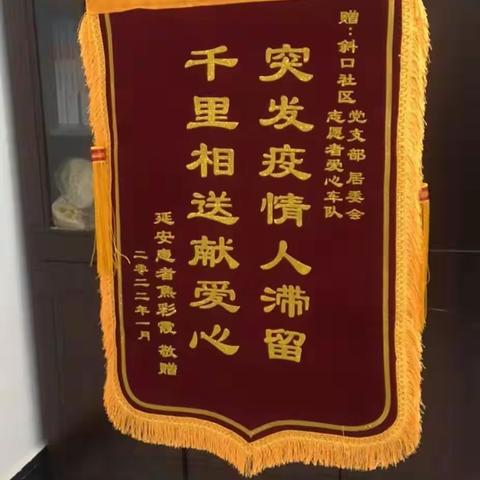 赠：斜口社区党支部 居委会
志愿者爱心车队
突发疫情人滞留
千里相送献爱心
延安患者焦彩霞 敬赠
二零二二年一月